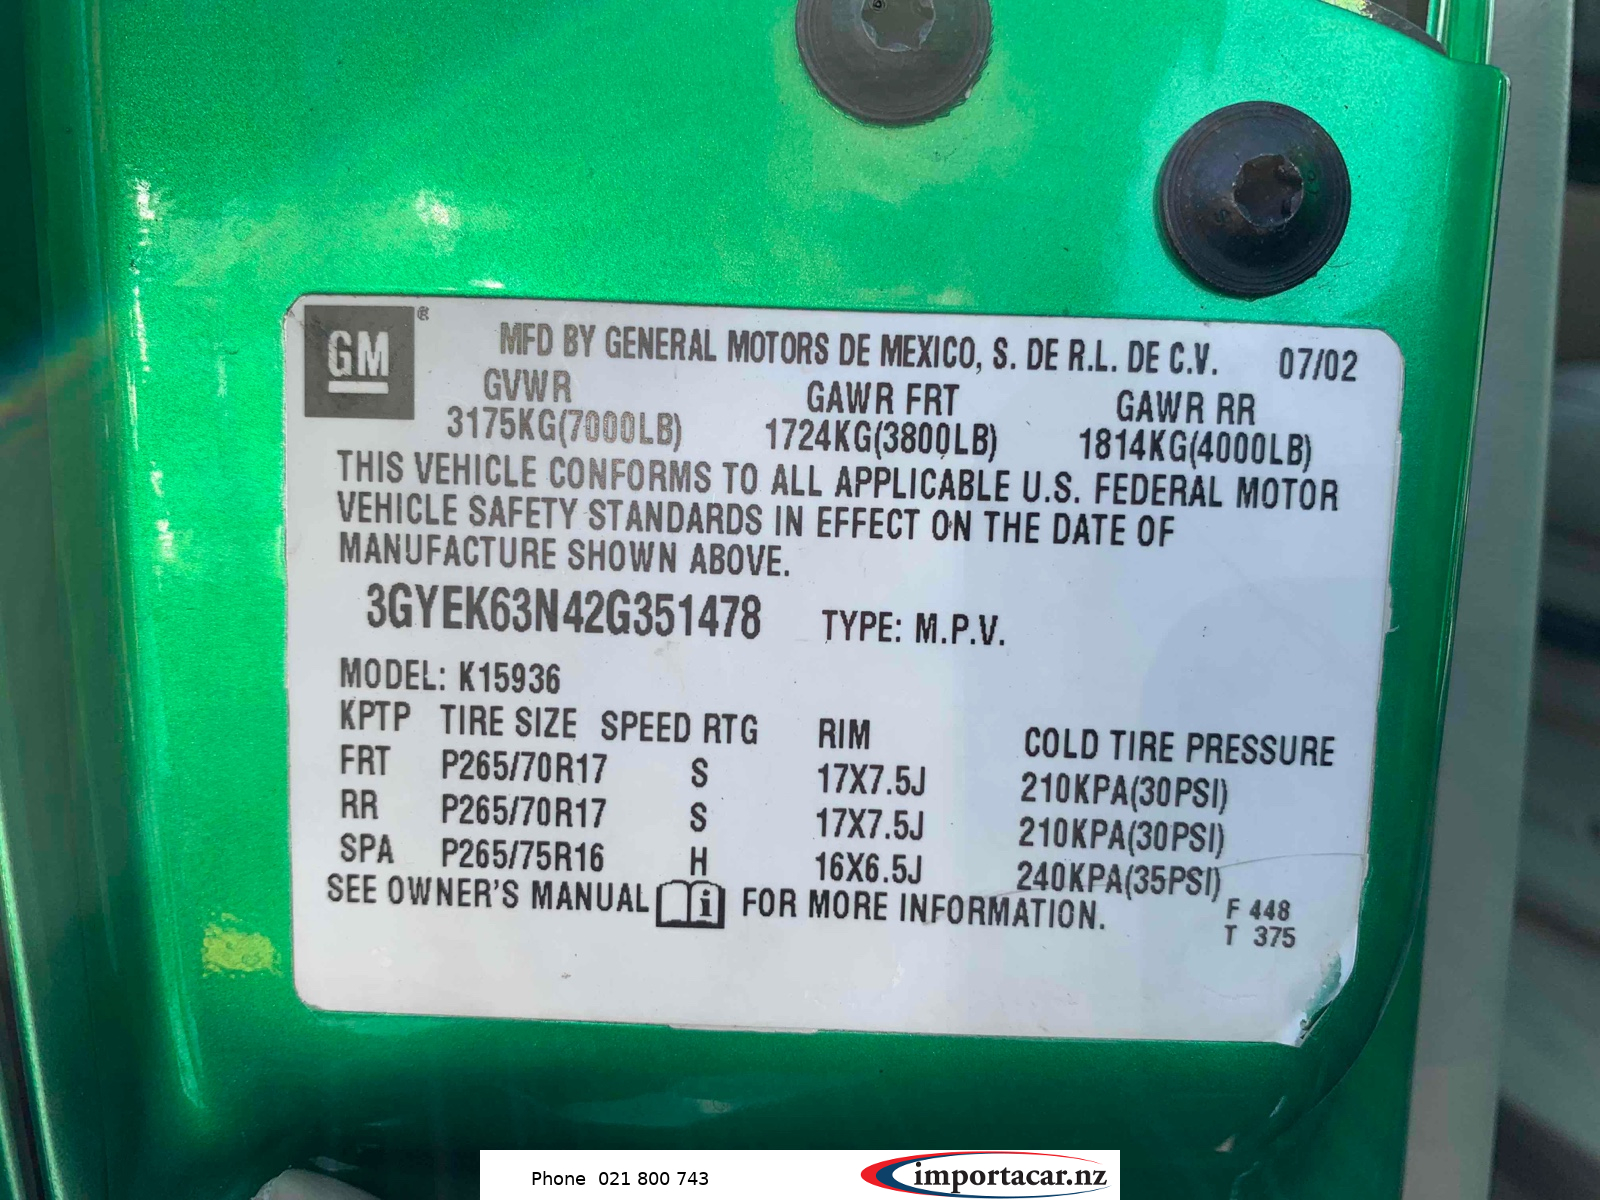 GM ®
MFD BY GENERAL MOTORS DE MEXICO, S. DE R.L. DE C.V. 07/02
GVWR GAWR FRT GAWR RR
3175KG(7000LB) 1724KG(3800LB) 1814KG(4000LB)
THIS VEHICLE CONFORMS TO ALL APPLICABLE U.S. FEDERAL MOTOR
VEHICLE SAFETY STANDARDS IN EFFECT ON THE DATE OF
MANUFACTURE SHOWN ABOVE.
3GYEK63N42G351478 TYPE: M.P.V.
MODEL: K15936
KPTP TIRE SIZE SPEED RTG RIM COLD TIRE PRESSURE
FRT P265/70R17 S 17X7.5J 210KPA(30PSI)
RR P265/70R17 S 17X7.5J 210KPA(30PSI)
SPA P265/75R16 H 16X6.5J 240KPA(35PSI)
SEE OWNER'S MANUAL i FOR MORE INFORMATION.
F 448
T 375
Phone 021 800 743
importacar.nz